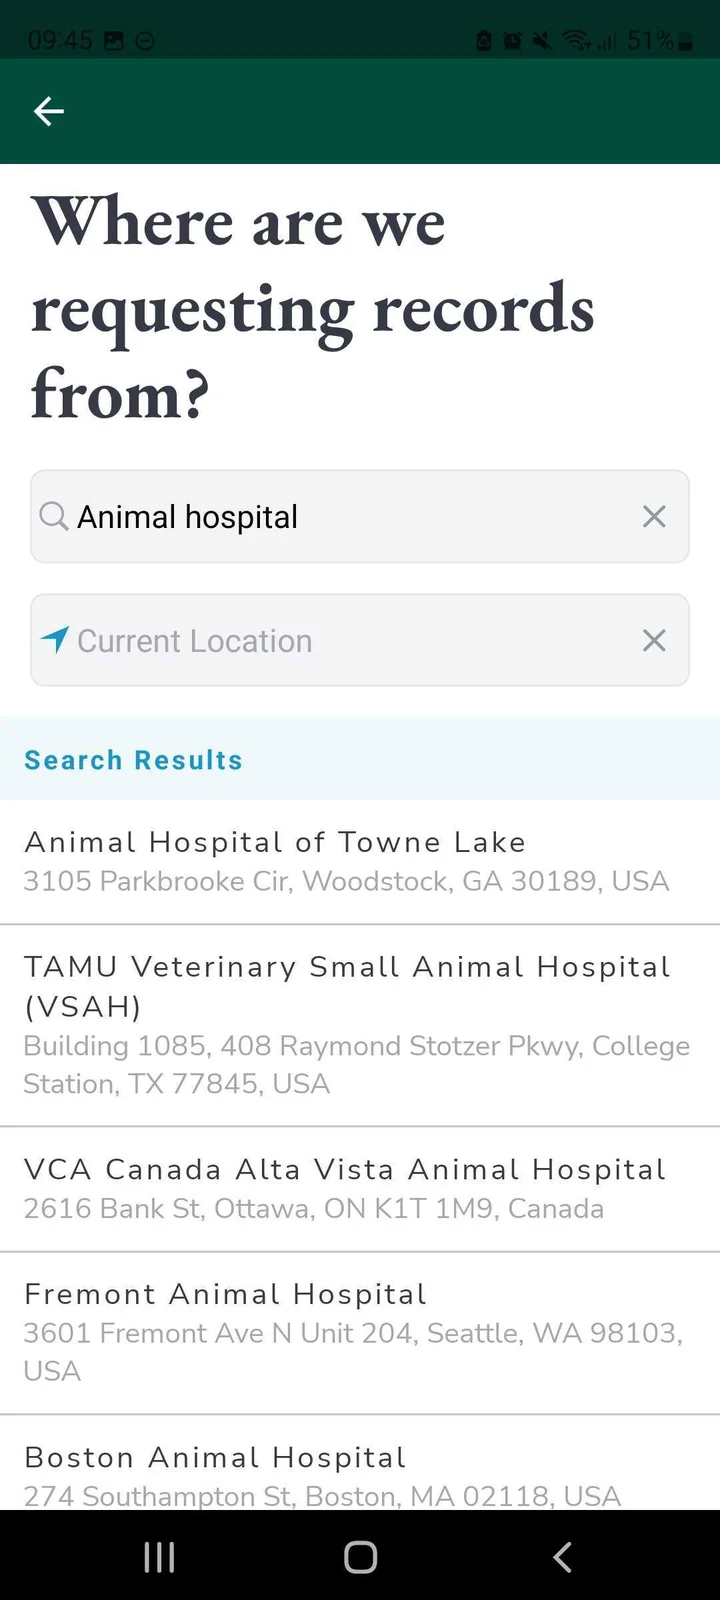 09:45
51%
Where are we
requesting records
from?
Animal hospital
Current Location
Search Results
Animal Hospital of Towne Lake
3105 Parkbrooke Cir, Woodstock, GA 30189, USA
TAMU Veterinary Small Animal Hospital
(VSAH)
Building 1085, 408 Raymond Stotzer Pkwy, College
Station, TX 77845, USA
VCA Canada Alta Vista Animal Hospital
2616 Bank St, Ottawa, ON K1T 1M9, Canada
Fremont Animal Hospital
3601 Fremont Ave N Unit 204, Seattle, WA 98103,
USA
Boston Animal Hospital
274 Southampton St, Boston, MA 02118, USA